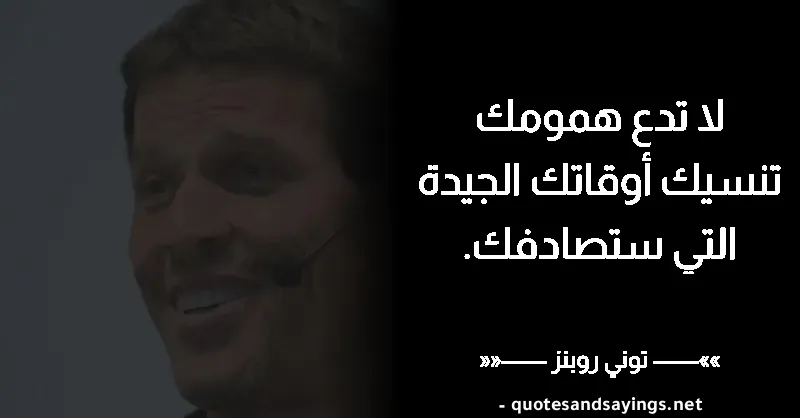 لا تدع همومك
تنسيك أوقاتك الجيدة
التي ستصادفك.
»»—— توني روبنز ——««
- quotesandsayings.net